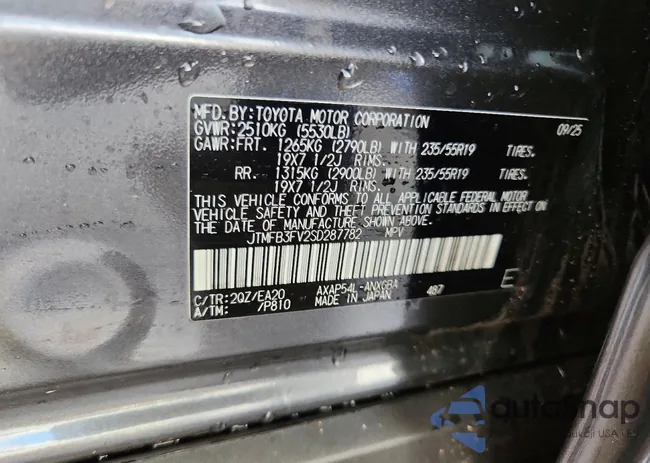 MFD. BY: TOYOTA MOTOR CORPORATION 09/25
GVWR: 2510KG (5530LB)
GAWR: FRT. 1265KG (2790LB) WITH 235/55R19 TIRES.
19X7 1/2J RIMS.
RR. 1315KG (2900LB) WITH 235/55R19 TIRES.
19X7 1/2J RIMS.
THIS VEHICLE CONFORMS TO ALL APPLICABLE FEDERAL MOTOR
VEHICLE SAFETY AND THEFT PREVENTION STANDARDS IN EFFECT ON
THE DATE OF MANUFACTURE SHOWN ABOVE.
JTMFB3FV2SD287782 MPV
E
C/TR: 2QZ/EA20 AXAP54L-ANXGBA 487
A/TM: /P810 MADE IN JAPAN
autosnap
USA i